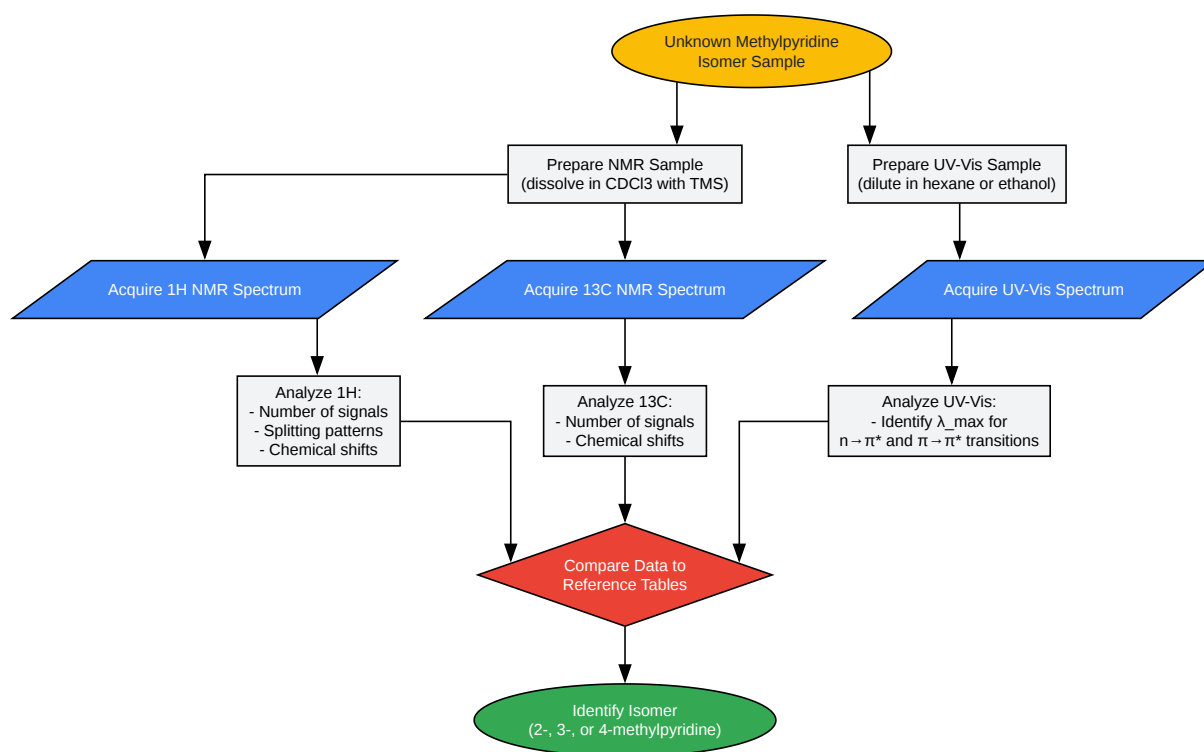 Unknown Methylpyridine
Isomer Sample
Prepare NMR Sample
(dissolve in CDCl3 with TMS)
Prepare UV-Vis Sample
(dilute in hexane or ethanol)
Acquire 1H NMR Spectrum
Acquire 13C NMR Spectrum
Acquire UV-Vis Spectrum
Analyze 1H:
- Number of signals
- Splitting patterns
- Chemical shifts
Analyze 13C:
- Number of signals
- Chemical shifts
Analyze UV-Vis:
- Identify λ_max for
n→π* and π→π* transitions
Compare Data to
Reference Tables
Identify Isomer
(2-, 3-, or 4-methylpyridine)